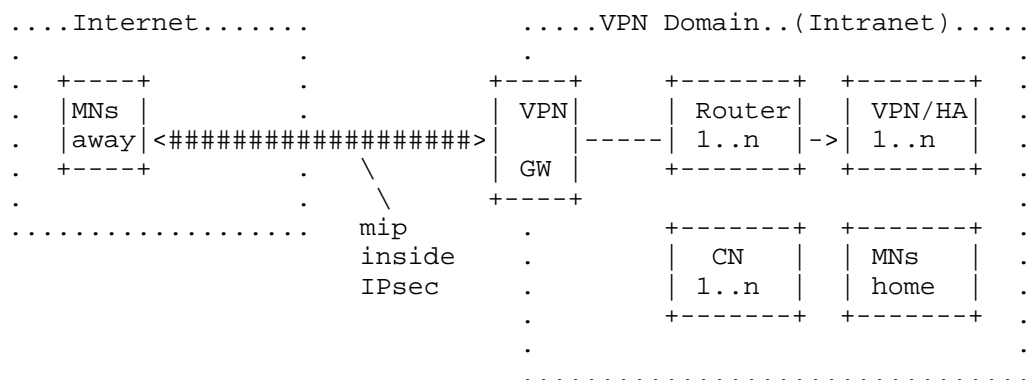 ....Internet.......             .....VPN Domain..(Intranet).....
.                 .             .                              .
.  +----+         .           +----+     +-------+  +-------+  .
.  |MNs |         .           | VPN|     | Router|  | VPN/HA|  .
.  |away|<###################>|    |-----| 1..n  |->| 1..n  |  .
.  +----+         .   \       | GW |     +-------+  +-------+  .
.                 .    \      +----+                           .
...................   mip       .        +-------+  +-------+  .
                      inside    .        |  CN   |  | MNs   |  .
                      IPsec     .        | 1..n  |  | home  |  .
                                .        +-------+  +-------+  .
                                .                              .
                                ................................